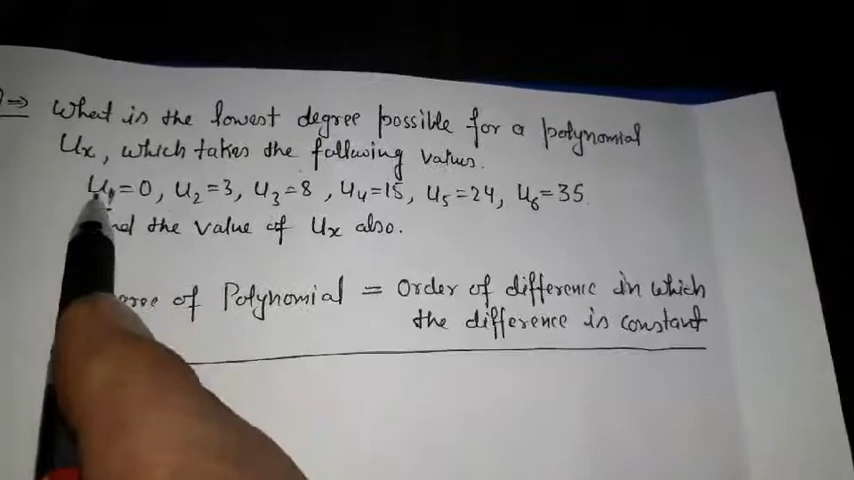 ⇒ What is the lowest degree possible for a polynomial
Ux, which takes the following values.
U1=0, U2=3, U3=8, U4=15, U5=24, U6=35
the value of Ux also.
of Polynomial = Order of difference in which
the difference is constant